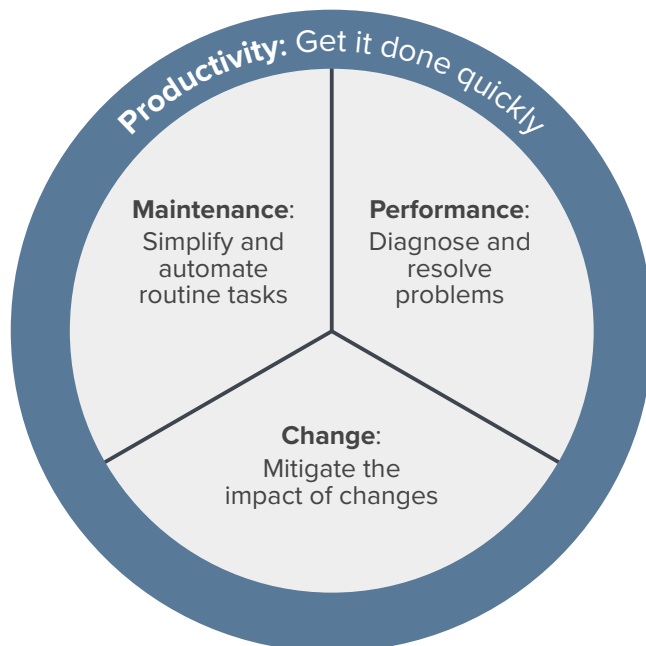 Productivity: Get it done quickly
Maintenance:
Simplify and
automate
routine tasks
Performance:
Diagnose and
resolve
problems
Change:
Mitigate the
impact of changes